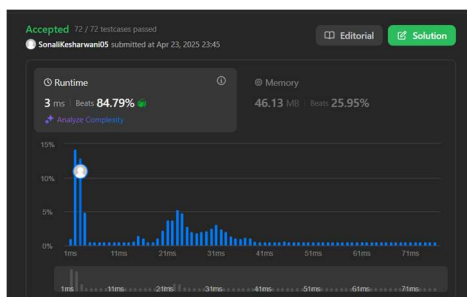 Accepted 72 / 72 testcases passed
SonaliKesharwani05 submitted at Apr 23, 2025 23:45
Editorial
Solution
Runtime
3 ms Beats 84.79%
Analyze Complexity
Memory
46.13 MB Beats 25.95%
15%
10%
5%
0%
1ms 11ms 21ms 31ms 41ms 51ms 61ms 71ms
1ms 11ms 21ms 31ms 41ms 51ms 61ms 71ms